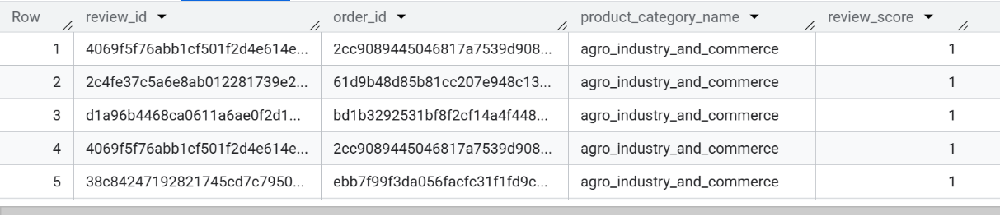 Row review_id order_id product_category_name review_score
1 4069f5f76abb1cf501f2d4e614e... 2cc9089445046817a7539d908... agro_industry_and_commerce 1
2 2c4fe37c5a6e8ab012281739e2... 61d9b48d85b81cc207e948c13... agro_industry_and_commerce 1
3 d1a96b4468ca0611a6ae0f2d1... bd1b3292531bf8f2cf14a4f448... agro_industry_and_commerce 1
4 4069f5f76abb1cf501f2d4e614e... 2cc9089445046817a7539d908... agro_industry_and_commerce 1
5 38c84247192821745cd7c7950... ebb7f99f3da056facfc31f1fd9c... agro_industry_and_commerce 1